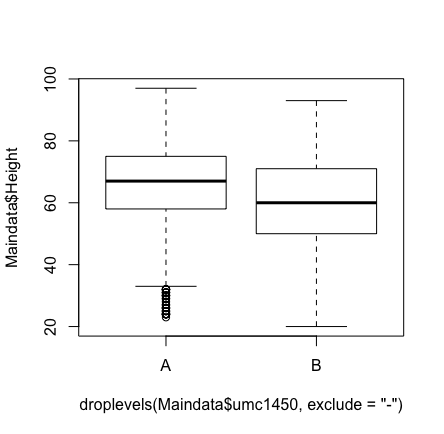 Maindata$Height
100
80
60
40
20
A B
droplevels(Maindata$umc1450, exclude = "-")